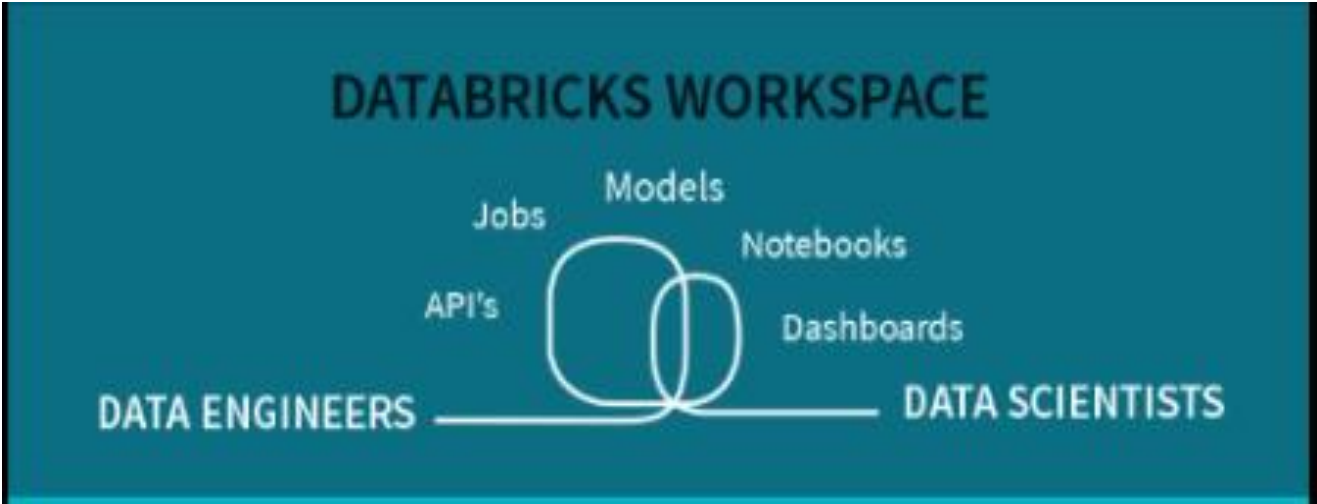 DATABRICKS WORKSPACE
Models
Jobs
Notebooks
API's
Dashboards
DATA ENGINEERS
DATA SCIENTISTS